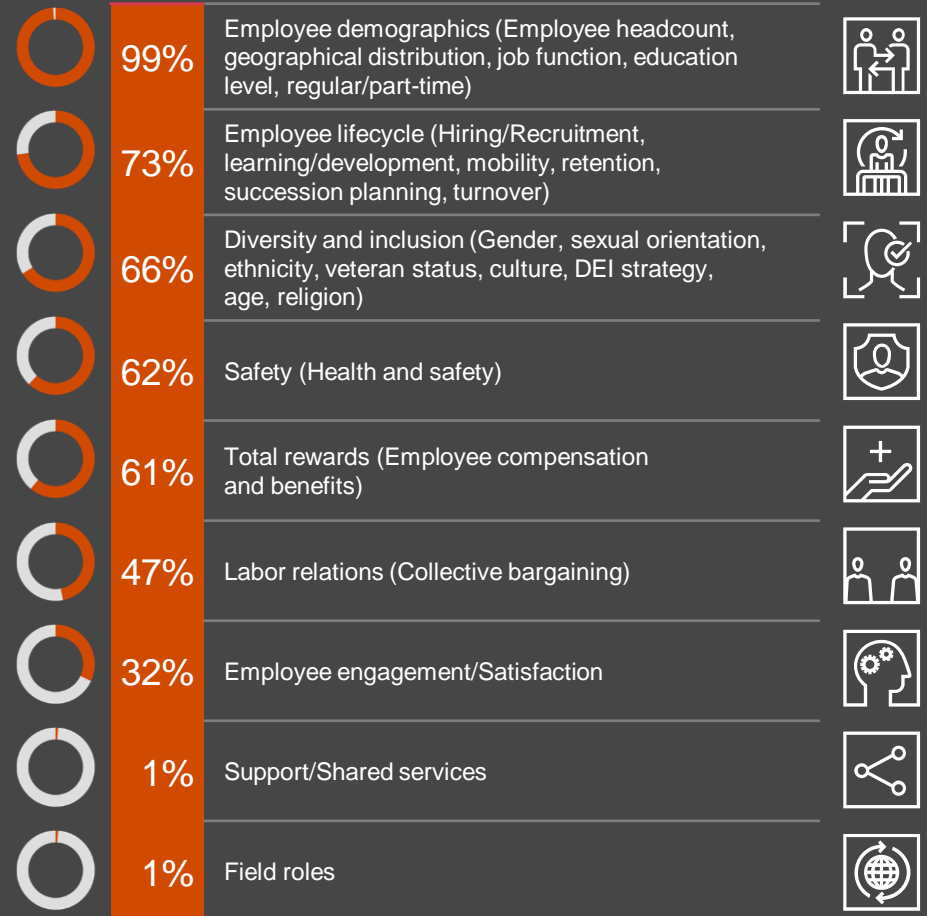 99%
Employee demographics (Employee headcount,
geographical distribution, job function, education
level, regular/part-time)
73%
Employee lifecycle (Hiring/Recruitment,
learning/development, mobility, retention,
succession planning, turnover)
66%
Diversity and inclusion (Gender, sexual orientation,
ethnicity, veteran status, culture, DEI strategy,
age, religion)
62%
Safety (Health and safety)
61%
Total rewards (Employee compensation
and benefits)
47%
Labor relations (Collective bargaining)
32%
Employee engagement/Satisfaction
1%
Support/Shared services
1%
Field roles